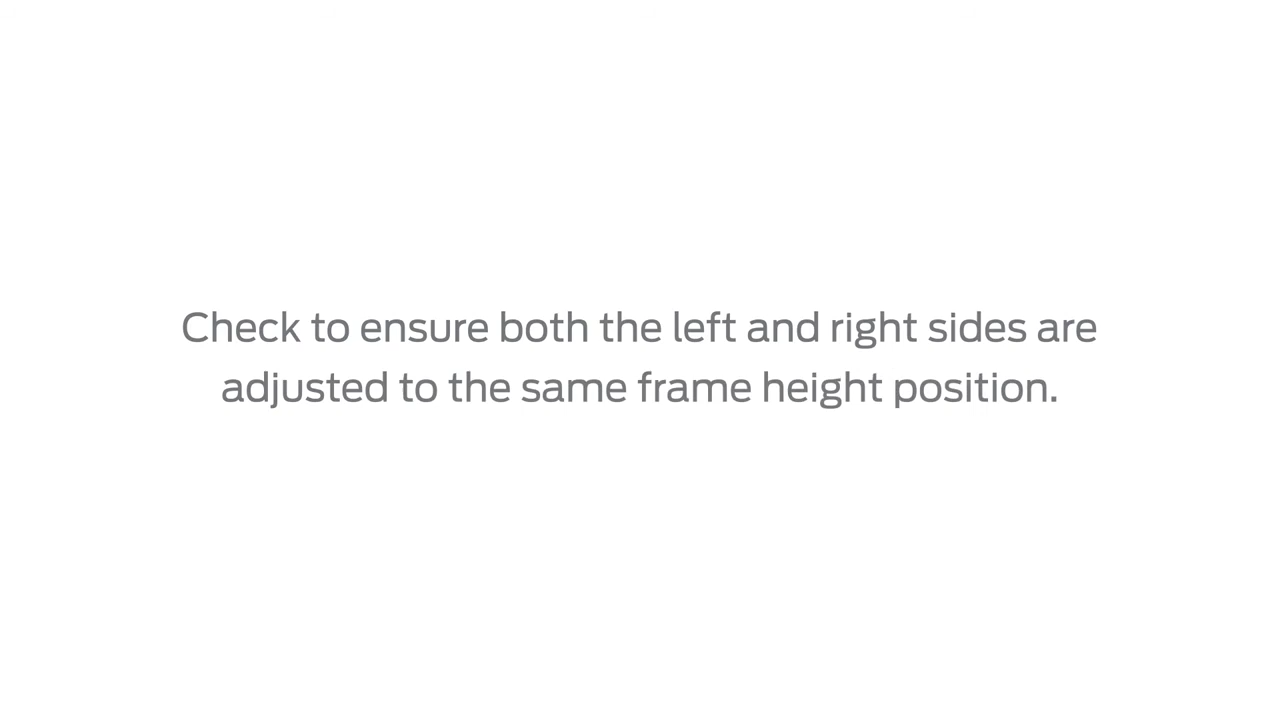 Check to ensure both the left and right sides are
adjusted to the same frame height position.